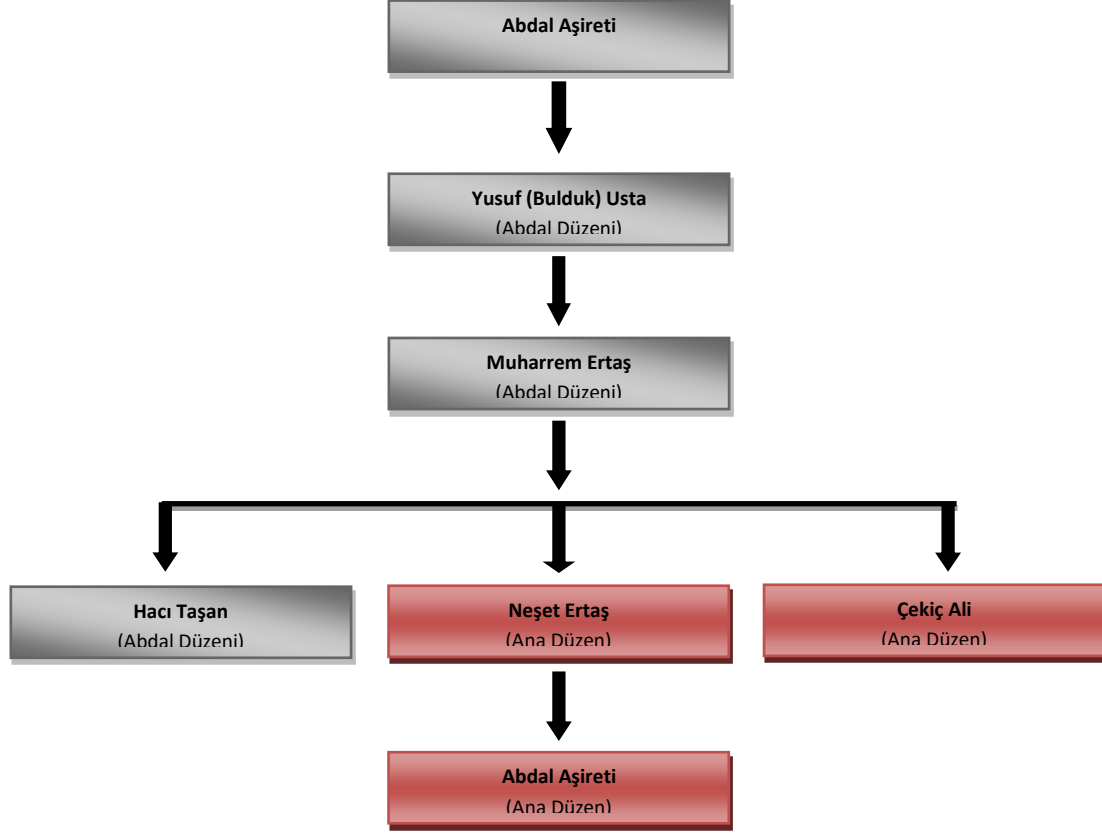 Abdal Aşireti
Yusuf (Bulduk) Usta
(Abdal Düzeni)
Muharrem Ertaş
(Abdal Düzeni)
Hacı Taşan
(Abdal Düzeni)
Neşet Ertaş
(Ana Düzen)
Çekiç Ali
(Ana Düzen)
Abdal Aşireti
(Ana Düzen)